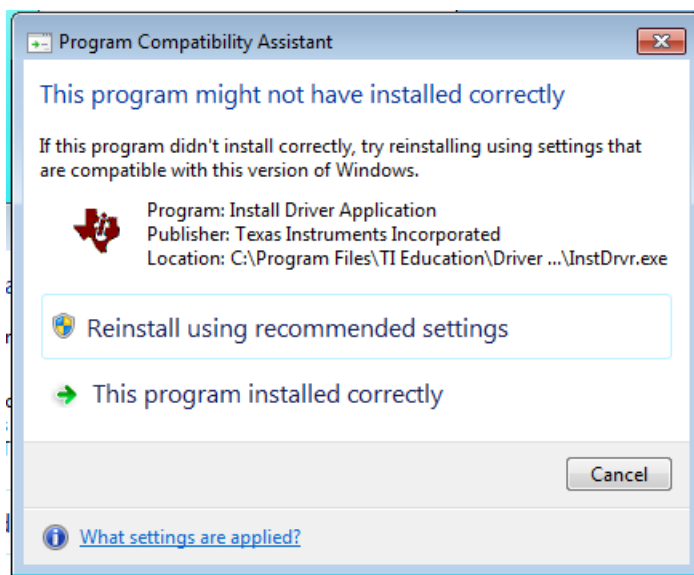 Program Compatibility Assistant
This program might not have installed correctly
If this program didn't install correctly, try reinstalling using settings that
are compatible with this version of Windows.
Program: Install Driver Application
Publisher: Texas Instruments Incorporated
Location: C:\Program Files\TI Education\Driver ...\InstDrvr.exe
Reinstall using recommended settings
This program installed correctly
Cancel
What settings are applied?